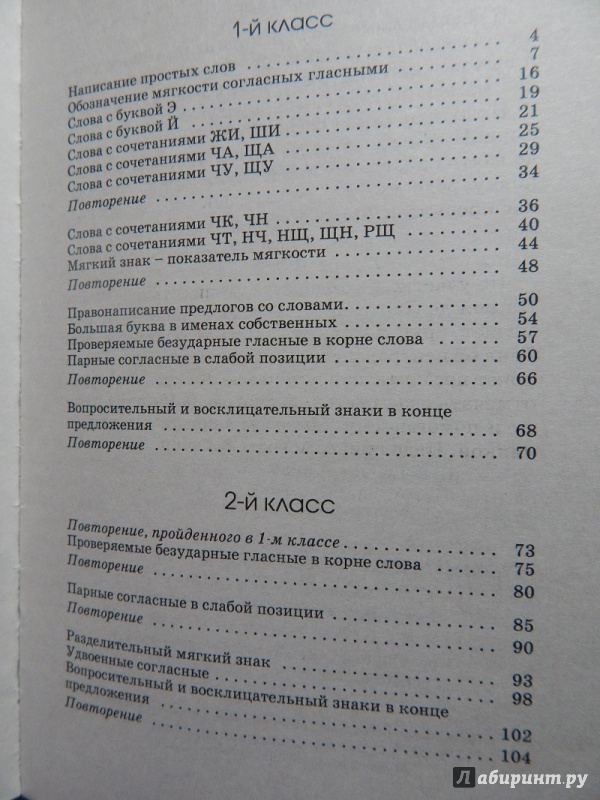 1-й класс
Написание простых слов . . . . . . . . . . . . 4
Обозначение мягкости согласных гласными . . . . . . . . . . . . 7
Слова с буквой Э . . . . . . . . . . . . 16
Слова с буквой Й . . . . . . . . . . . . 19
Слова с сочетаниями ЖИ, ШИ . . . . . . . . . . . . 21
Слова с сочетаниями ЧА, ЩА . . . . . . . . . . . . 25
Слова с сочетаниями ЧУ, ЩУ . . . . . . . . . . . . 29
Повторение . . . . . . . . . . . . 34
Слова с сочетаниями ЧК, ЧН . . . . . . . . . . . . 36
Слова с сочетаниями ЧТ, НЧ, НЩ, ЩН, РЩ . . . . . . . . . . . . 40
Мягкий знак – показатель мягкости . . . . . . . . . . . . 44
Повторение . . . . . . . . . . . . 48
Правонаписание предлогов со словами . . . . . . . . . . . . 50
Большая буква в именах собственных . . . . . . . . . . . . 54
Проверяемые безударные гласные в корне слова . . . . . . . . . . . . 57
Парные согласные в слабой позиции . . . . . . . . . . . . 60
Повторение . . . . . . . . . . . . 66
Вопросительный и восклицательный знаки в конце
предложения . . . . . . . . . . . . 68
Повторение . . . . . . . . . . . . 70
2-й класс
Повторение, пройденного в 1-м классе . . . . . . . . . . . . 73
Проверяемые безударные гласные в корне слова . . . . . . . . . . . . 75
Повторение . . . . . . . . . . . . 80
Парные согласные в слабой позиции . . . . . . . . . . . . 85
Повторение . . . . . . . . . . . . 90
Разделительный мягкий знак . . . . . . . . . . . . 93
Удвоенные согласные . . . . . . . . . . . . 98
Вопросительный и восклицательный знаки в конце
предложения . . . . . . . . . . . . 102
Повторение . . . . . . . . . . . . 104
Лабиринт.ру